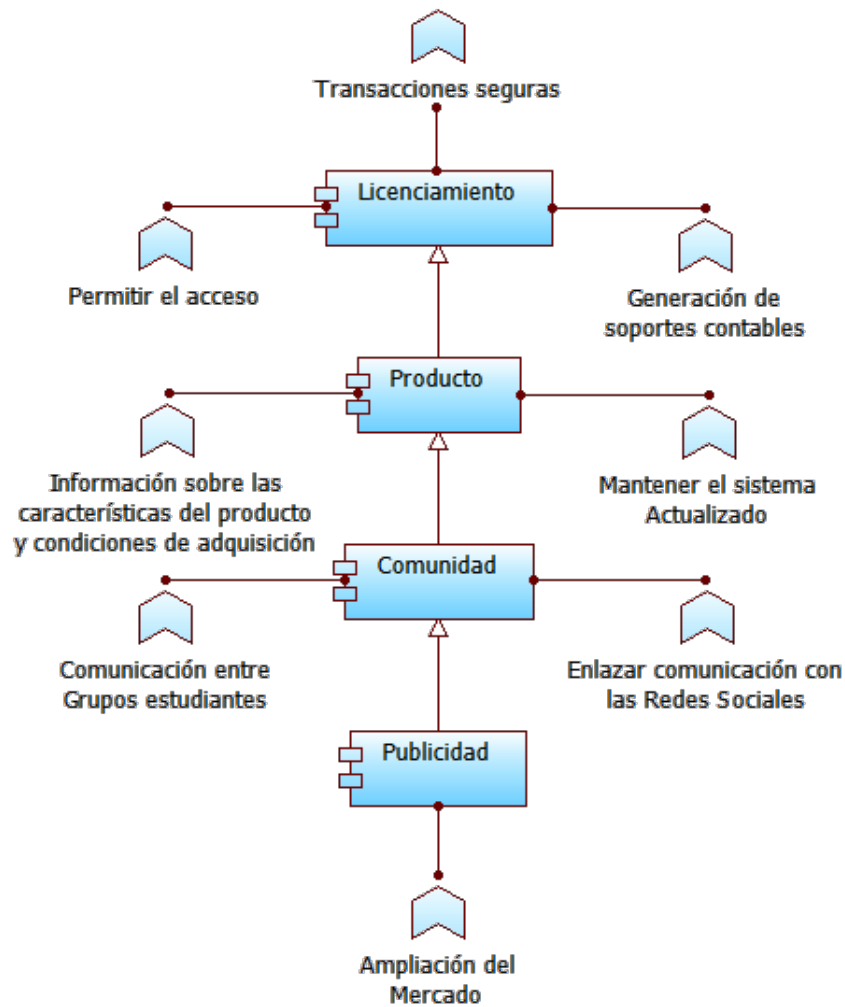 Transacciones seguras
Licenciamiento
Permitir el acceso
Generación de
soportes contables
Producto
Información sobre las
características del producto
y condiciones de adquisición
Mantener el sistema
Actualizado
Comunidad
Comunicación entre
Grupos estudiantes
Enlazar comunicación con
las Redes Sociales
Publicidad
Ampliación del
Mercado